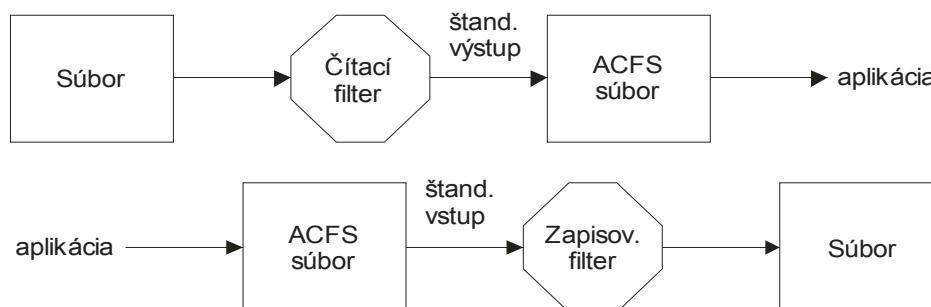 Súbor
Čítací
filter
štand.
výstup
ACFS
súbor
aplikácia
aplikácia
ACFS
súbor
štand.
vstup
Zapisov.
filter
Súbor